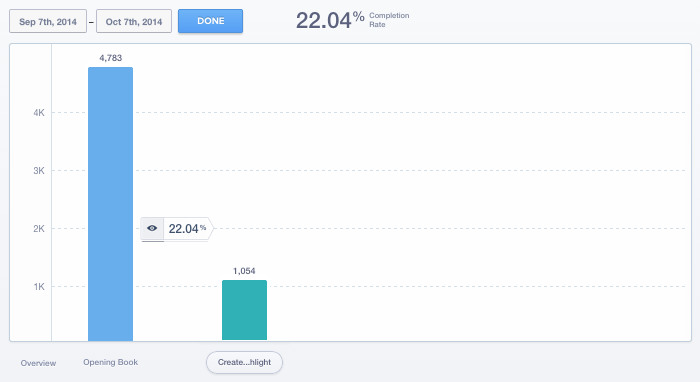 Sep 7th, 2014 – Oct 7th, 2014 DONE 22.04% Completion
Rate
4,783
4K
3K
2K
22.04%
1,054
1K
Overview Opening Book Create...hlight